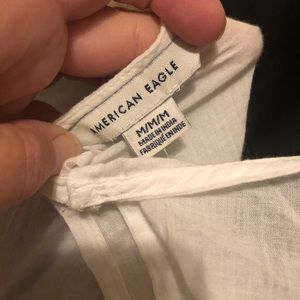 AMERICAN EAGLE
M/M/M
MADE IN INDIA
FABRIQUÉ EN INDE